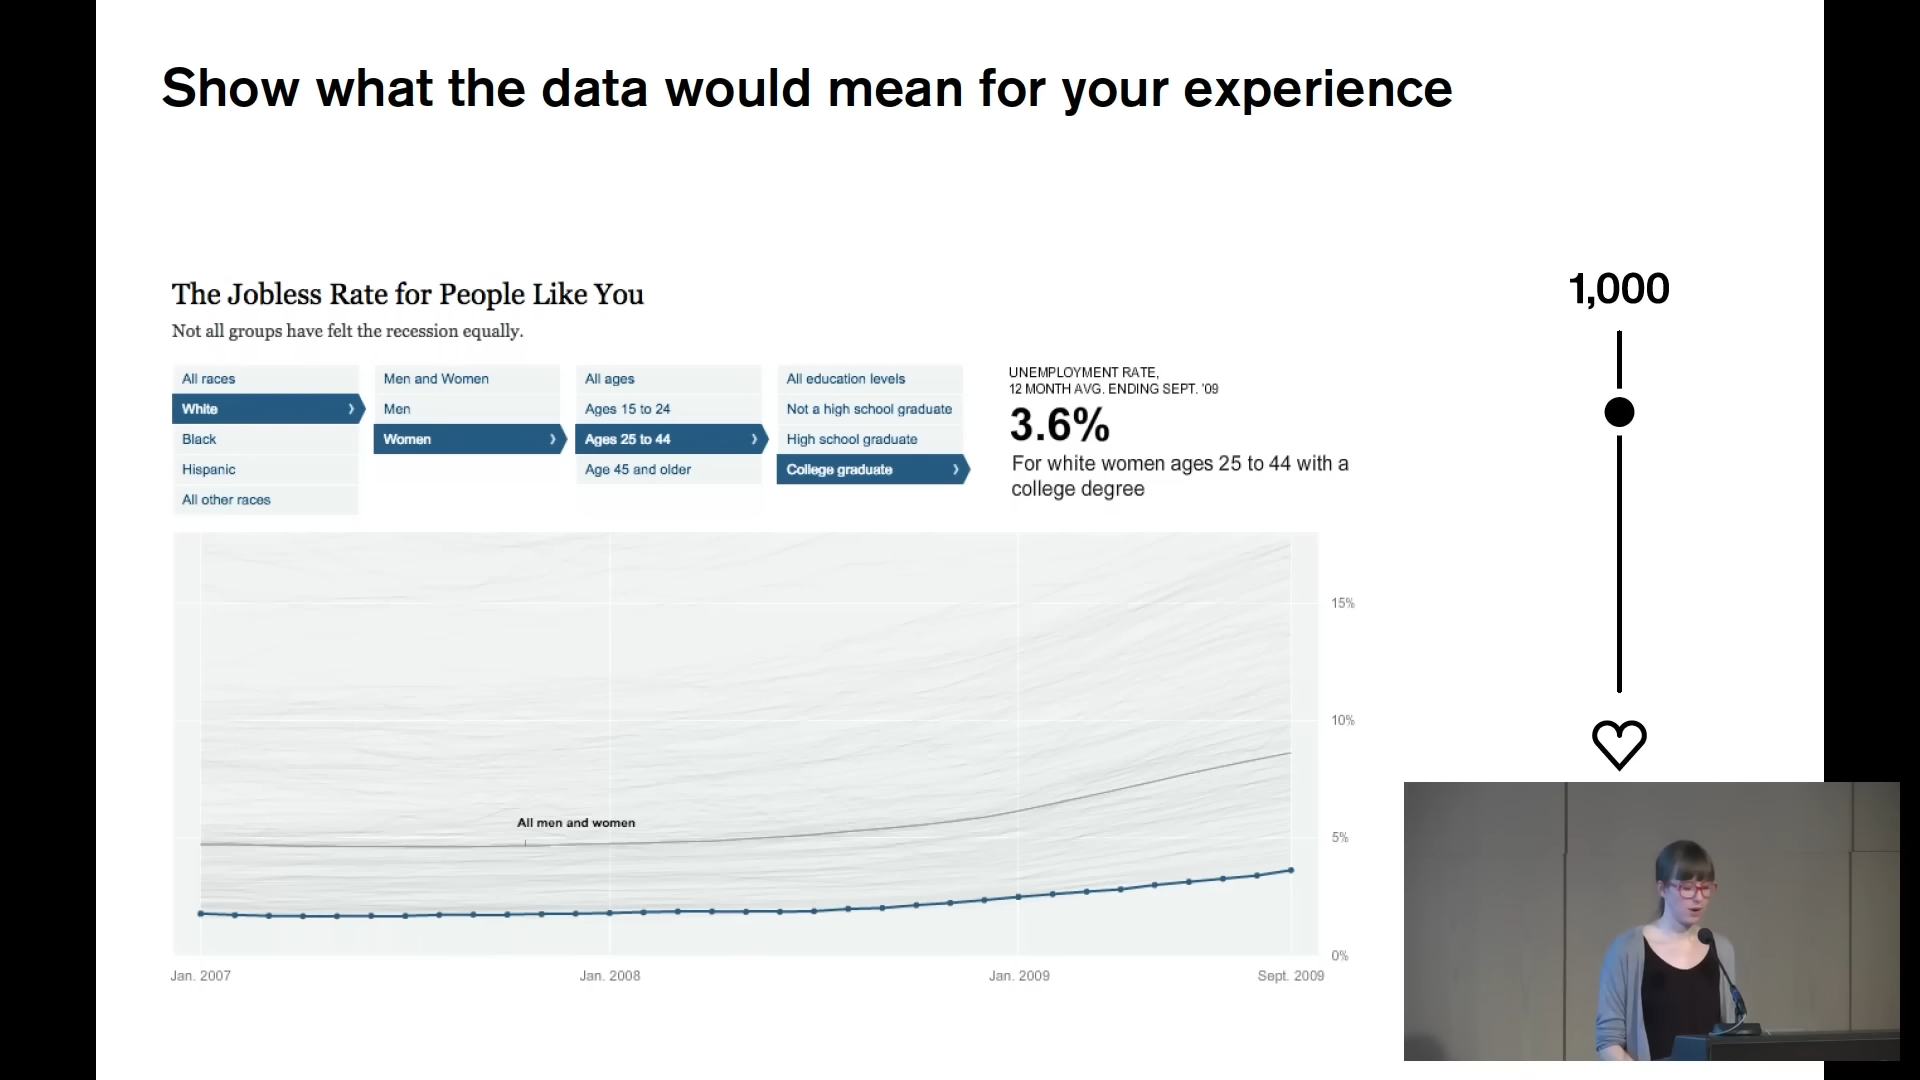 Show what the data would mean for your experience
The Jobless Rate for People Like You
Not all groups have felt the recession equally.
All races
White
Black
Hispanic
All other races
Men and Women
Men
Women
All ages
Ages 15 to 24
Ages 25 to 44
Age 45 and older
All education levels
Not a high school graduate
High school graduate
College graduate
UNEMPLOYMENT RATE,
12 MONTH AVG. ENDING SEPT. '09
3.6%
For white women ages 25 to 44 with a
college degree
1,000
15%
10%
All men and women
5%
0%
Jan. 2007
Jan. 2008
Jan. 2009
Sept. 2009